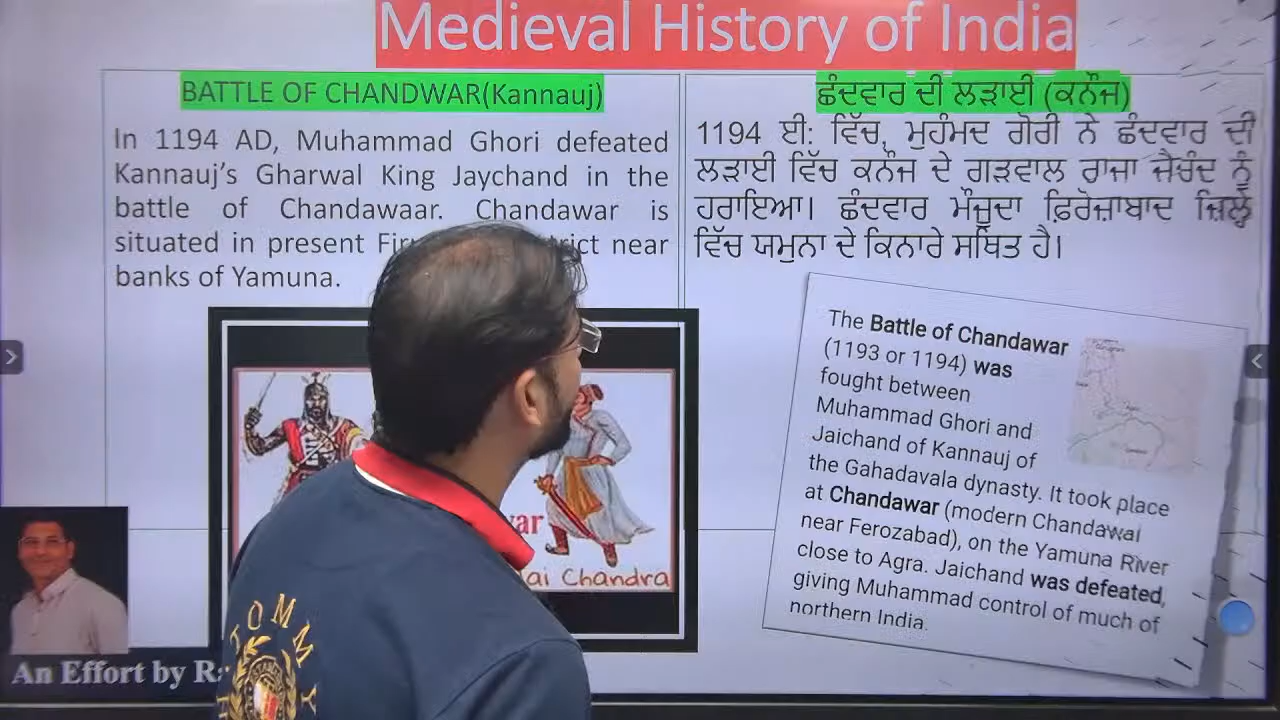 Medieval History of India
BATTLE OF CHANDWAR(Kannauj)
In 1194 AD, Muhammad Ghori defeated
Kannauj's Gharwal King Jaychand in the
battle of Chandawaar. Chandawar is
situated in present near
banks of Yamuna.
ਛੰਦਵਾਰ ਦੀ ਲੜਾਈ (ਕਨੌਜ)
1194 ਈ: ਵਿੱਚ, ਮੁਹੰਮਦ ਗੋਰੀ ਨੇ ਛੰਦਵਾਰ ਦੀ
ਲੜਾਈ ਵਿੱਚ ਕਨੰਜ ਦੇ ਗੜਵਾਲ ਰਾਜਾ ਜੈਚੰਦ ਨੂੰ
ਹਰਾਇਆ। ਛੰਦਵਾਰ ਮੌਜੂਦਾ ਫ਼ਿਰੋਜ਼ਾਬਾਦ ਜ਼ਿਲ੍ਹੇ
ਵਿੱਚ ਯਮੁਨਾ ਦੇ ਕਿਨਾਰੇ ਸਥਿਤ ਹੈ।
Jai Chandra
The Battle of Chandawar
(1193 or 1194) was
fought between
Muhammad Ghori and
Jaichand of Kannauj of
the Gahadavala dynasty. It took place
at Chandawar (modern Chandawal
near Ferozabad), on the Yamuna River
close to Agra. Jaichand was defeated,
giving Muhammad control of much of
northern India.
An Effort by
TOMMY